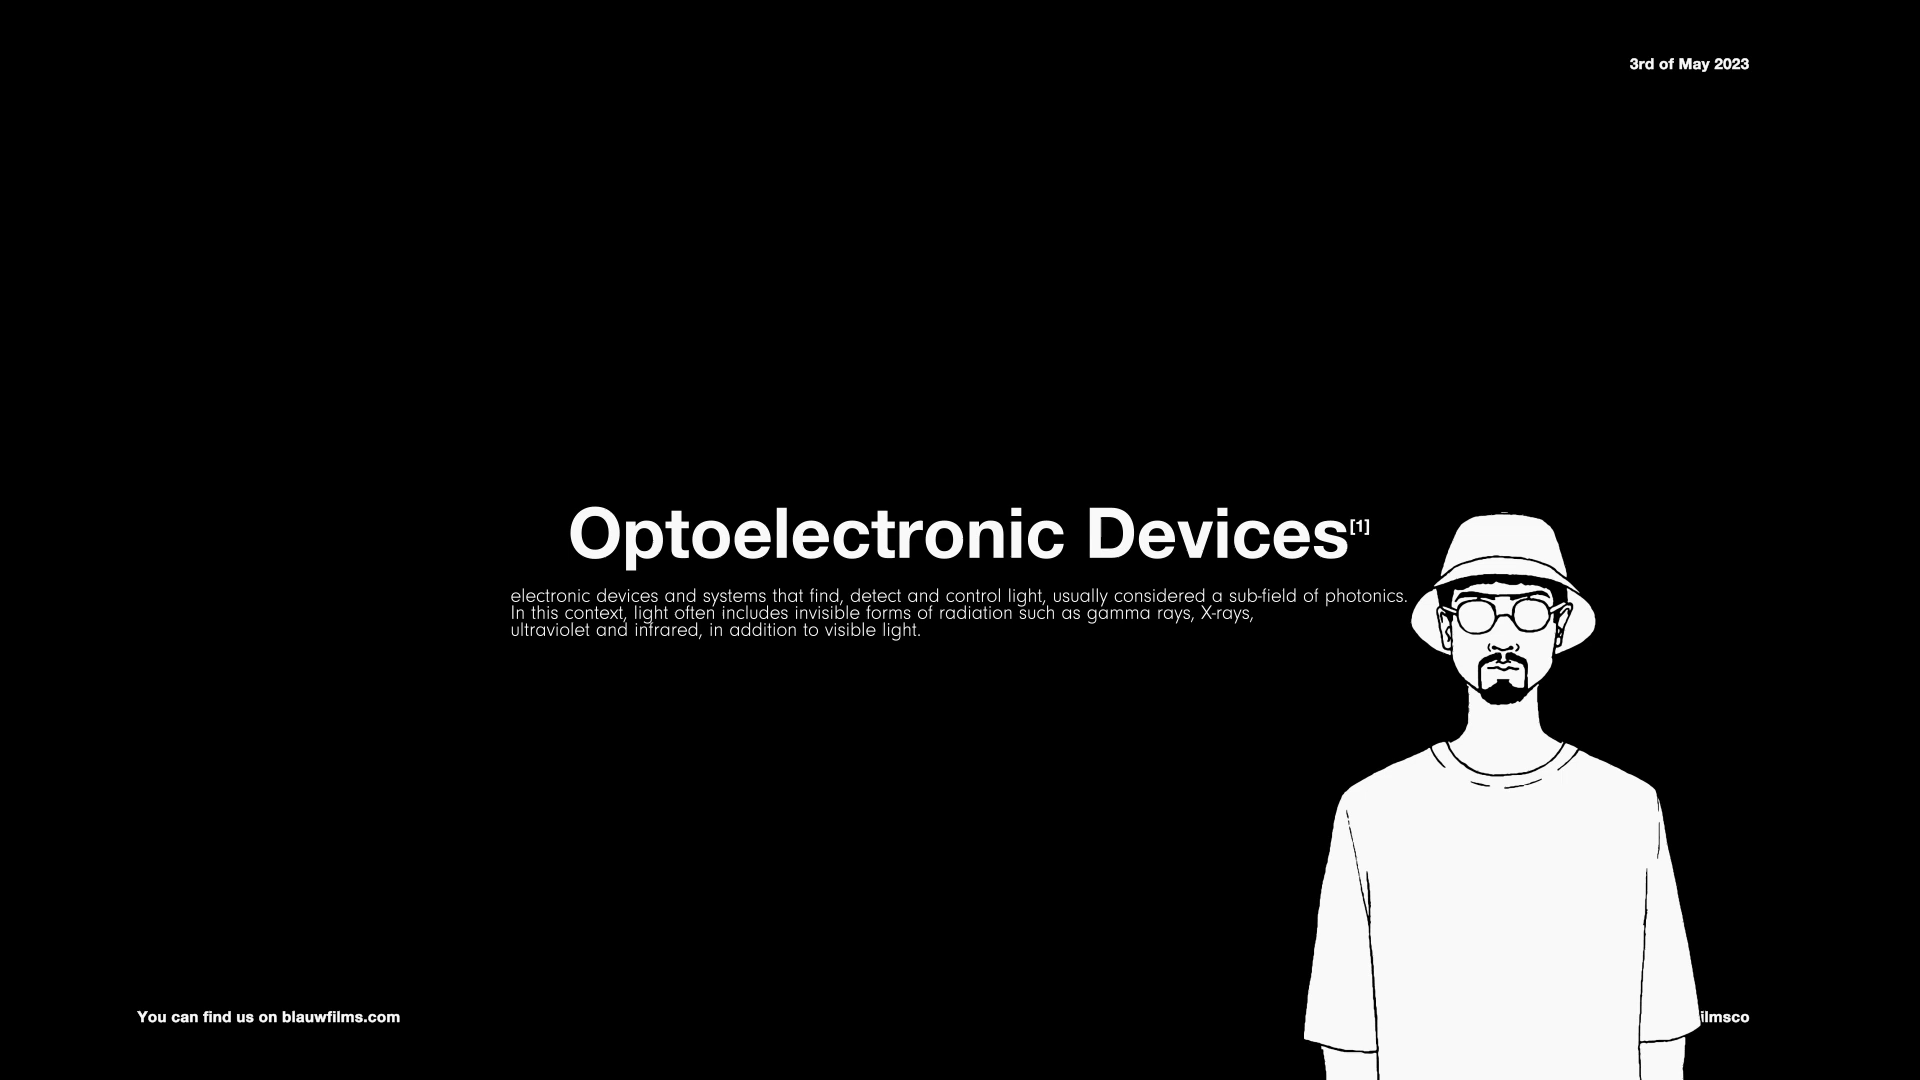 3rd of May 2023
Optoelectronic Devices[1]
electronic devices and systems that find, detect and control light, usually considered a sub-field of photonics.
In this context, light often includes invisible forms of radiation such as gamma rays, X-rays,
ultraviolet and infrared, in addition to visible light.
You can find us on blauwfilms.com
ilmsco